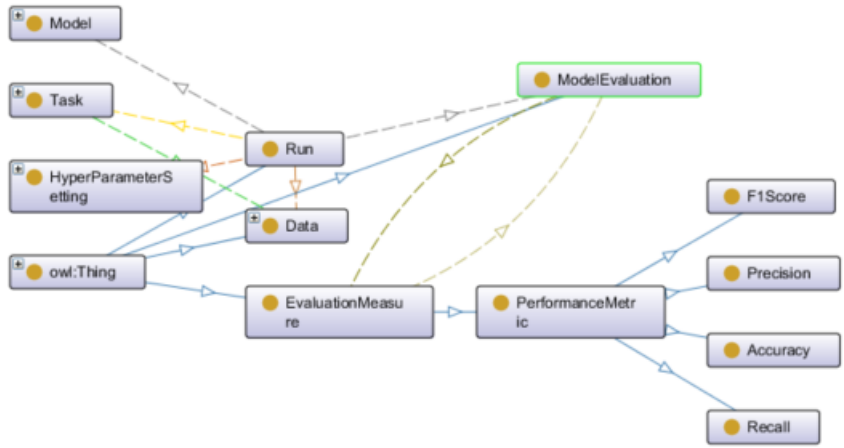 Model
ModelEvaluation
Task
Run
HyperParameterS
etting
F1Score
Data
owl:Thing
Precision
EvaluationMeasu
re
PerformanceMetr
ic
Accuracy
Recall